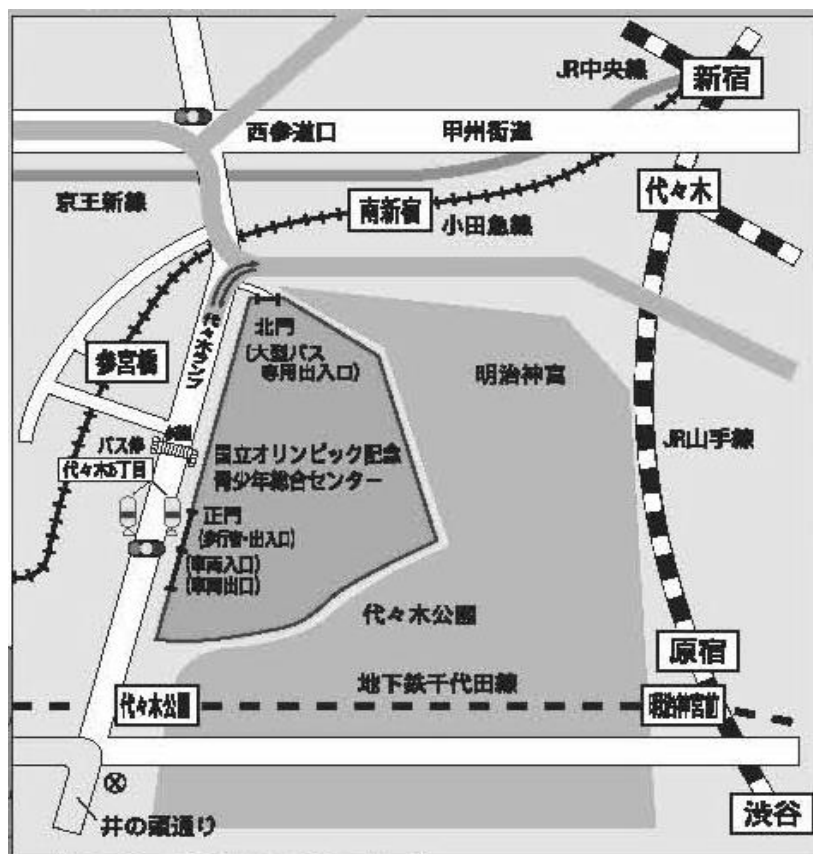 JR中央線
新宿
西参道口
甲州街道
代々木
京王新線
南新宿
小田急線
代々木ランプ
北門
(大型バス
専用出入口)
明治神宮
参宮橋
バス停
代々木5丁目
国立オリンピック記念
青少年総合センター
JR山手線
正門
(歩行者・出入口)
(車両入口)
(車両出口)
代々木公園
原宿
地下鉄千代田線
代々木公園
明治神宮前
渋谷
井の頭通り